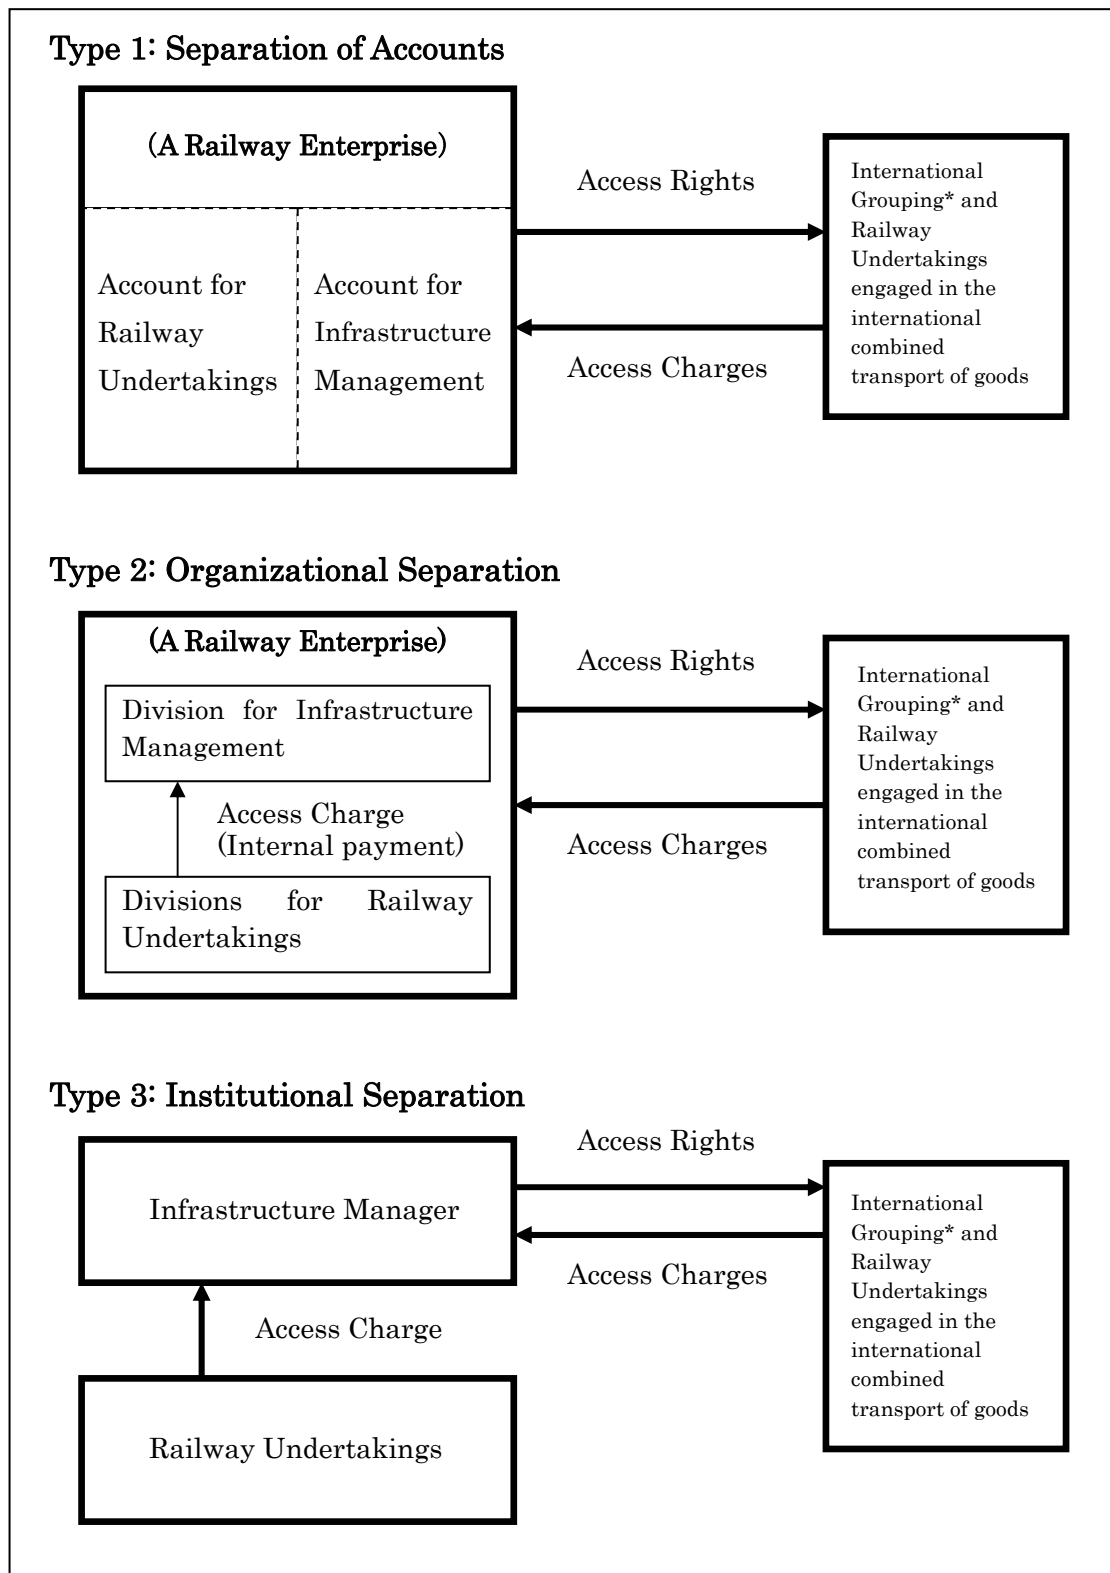 Type 1: Separation of Accounts
(A Railway Enterprise)
Account for
Railway
Undertakings
Account for
Infrastructure
Management
Access Rights
Access Charges
International
Grouping* and
Railway
Undertakings
engaged in the
international
combined
transport of goods
Type 2: Organizational Separation
(A Railway Enterprise)
Division for Infrastructure
Management
Access Charge
(Internal payment)
Divisions for Railway
Undertakings
Access Rights
Access Charges
International
Grouping* and
Railway
Undertakings
engaged in the
international
combined
transport of goods
Type 3: Institutional Separation
Infrastructure Manager
Access Charge
Railway Undertakings
Access Rights
Access Charges
International
Grouping* and
Railway
Undertakings
engaged in the
international
combined
transport of goods